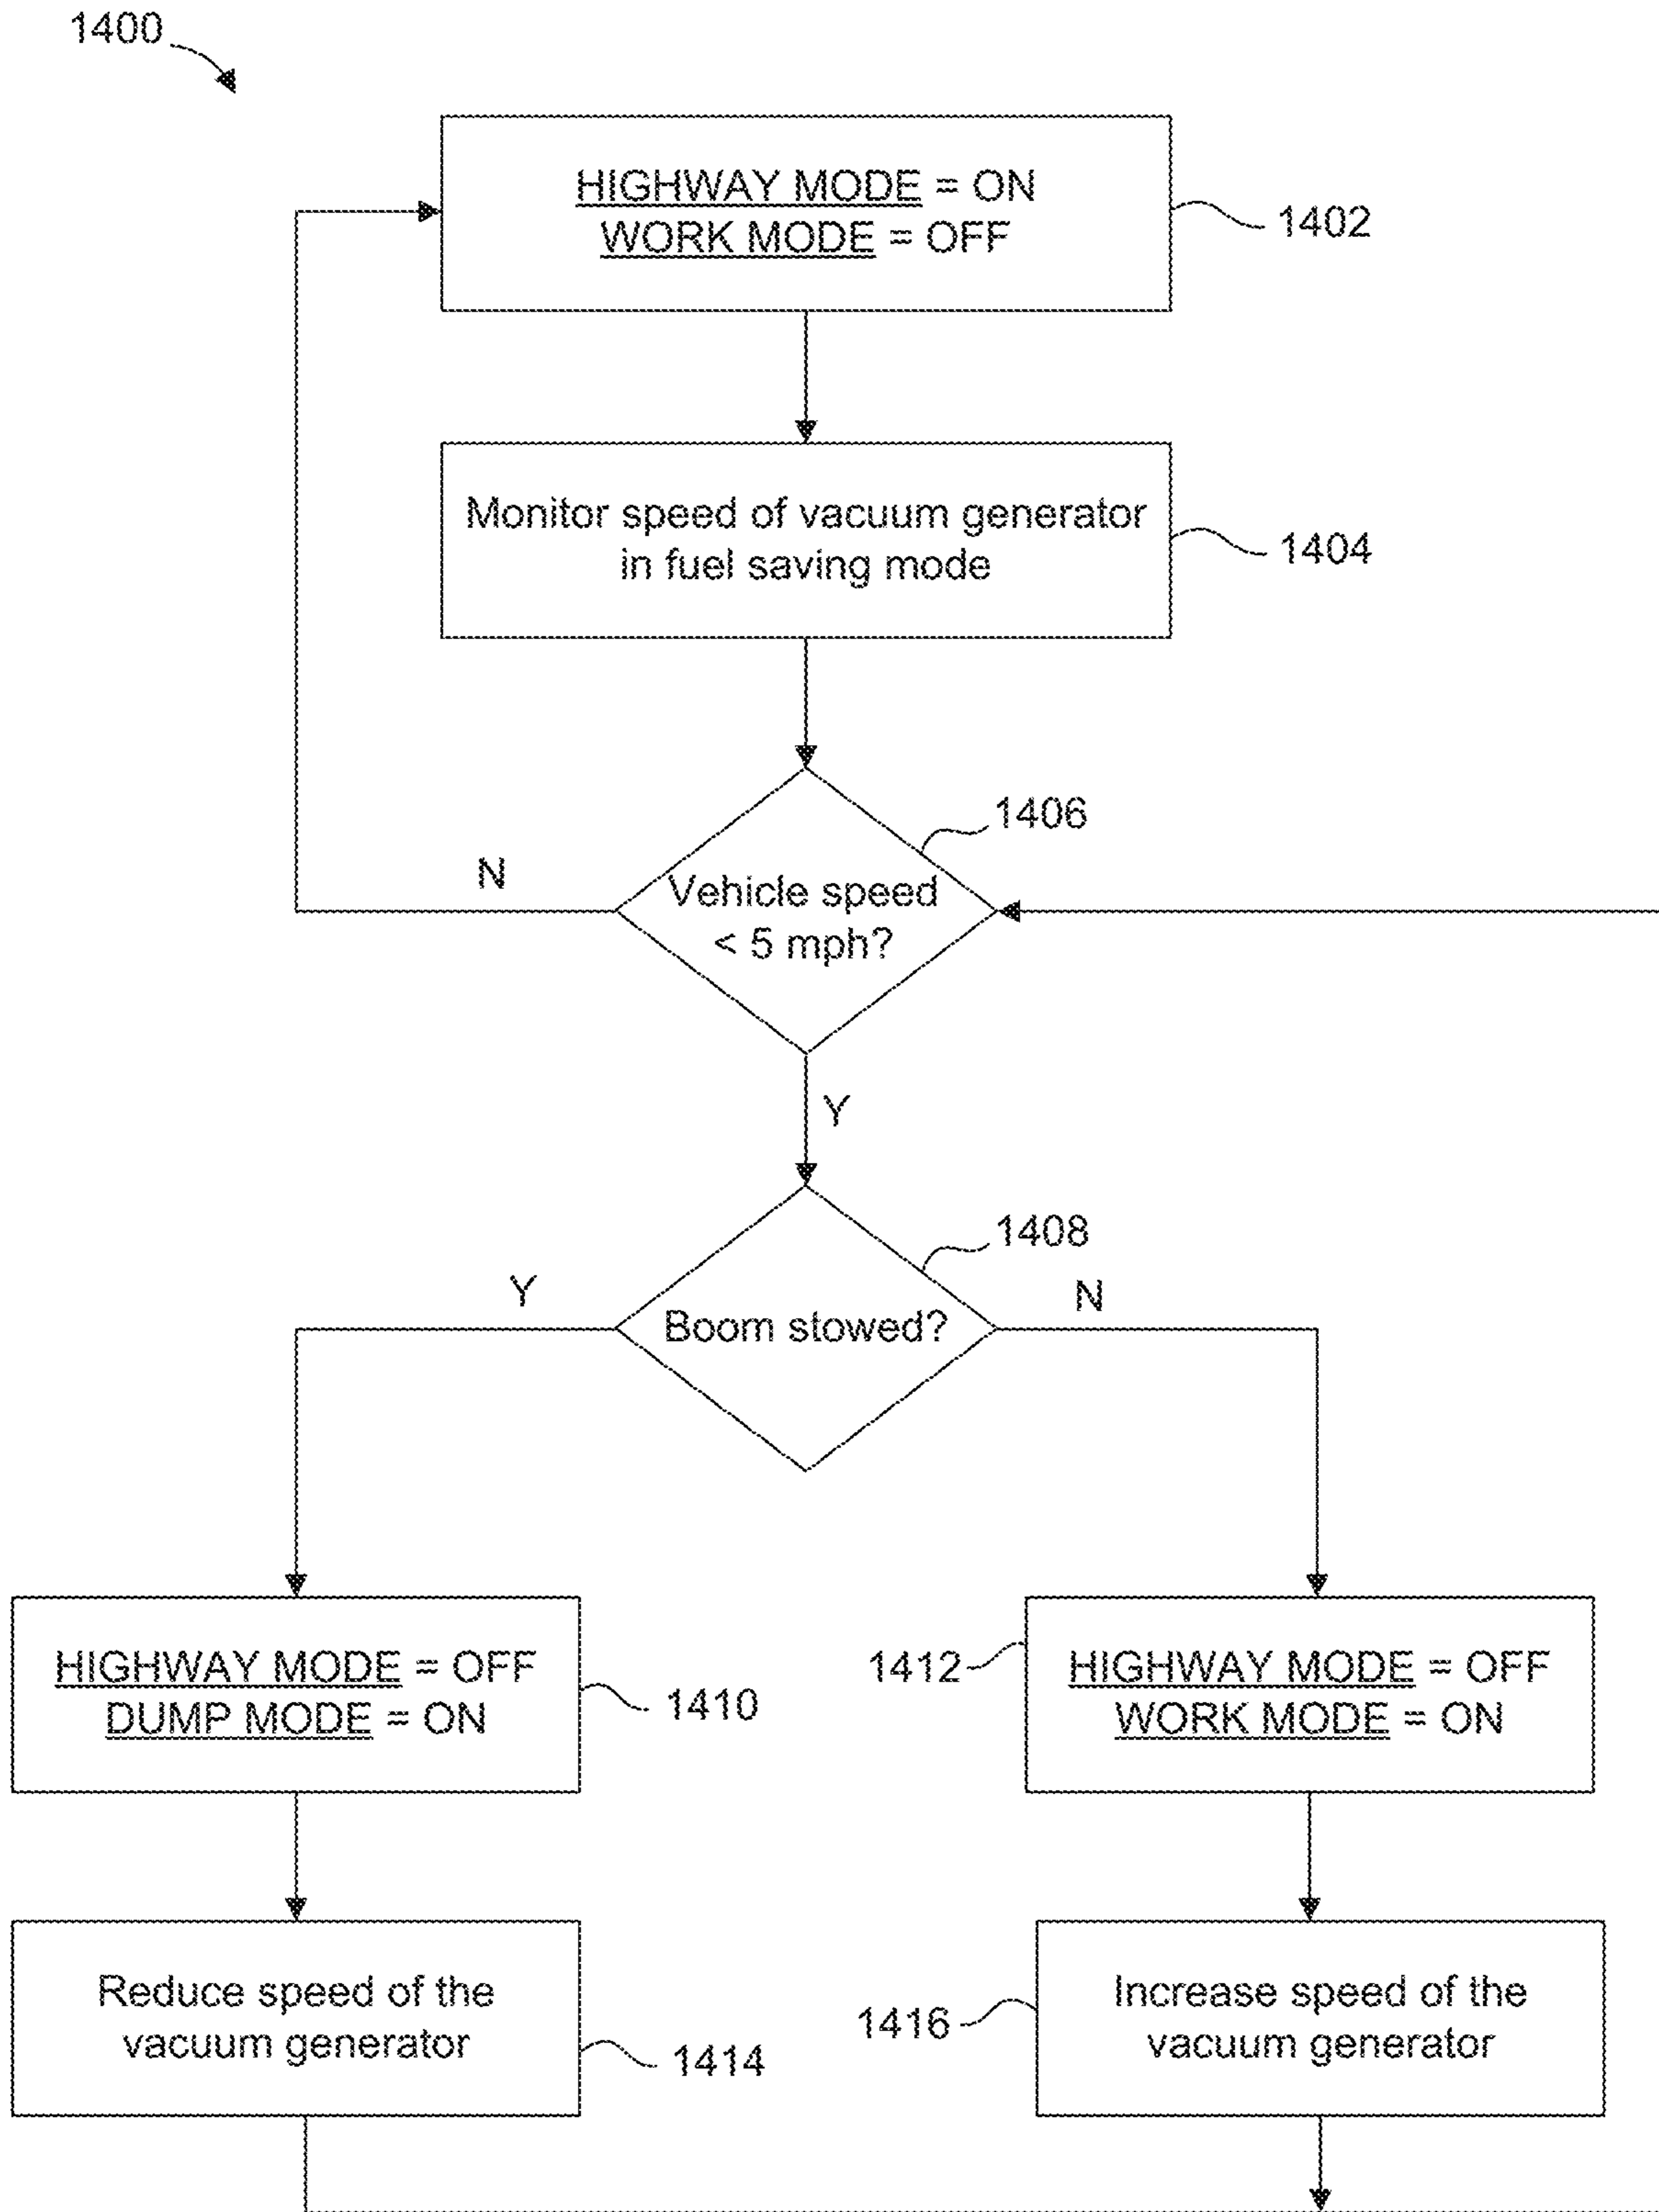 1400
HIGHWAY MODE = ON
WORK MODE = OFF
1402
Monitor speed of vacuum generator
in fuel saving mode
1404
1406
N
Vehicle speed
< 5 mph?
Y
1408
Y
N
Boom stowed?
HIGHWAY MODE = OFF
DUMP MODE = ON
1410
1412
HIGHWAY MODE = OFF
WORK MODE = ON
Reduce speed of the
vacuum generator
1414
1416
Increase speed of the
vacuum generator